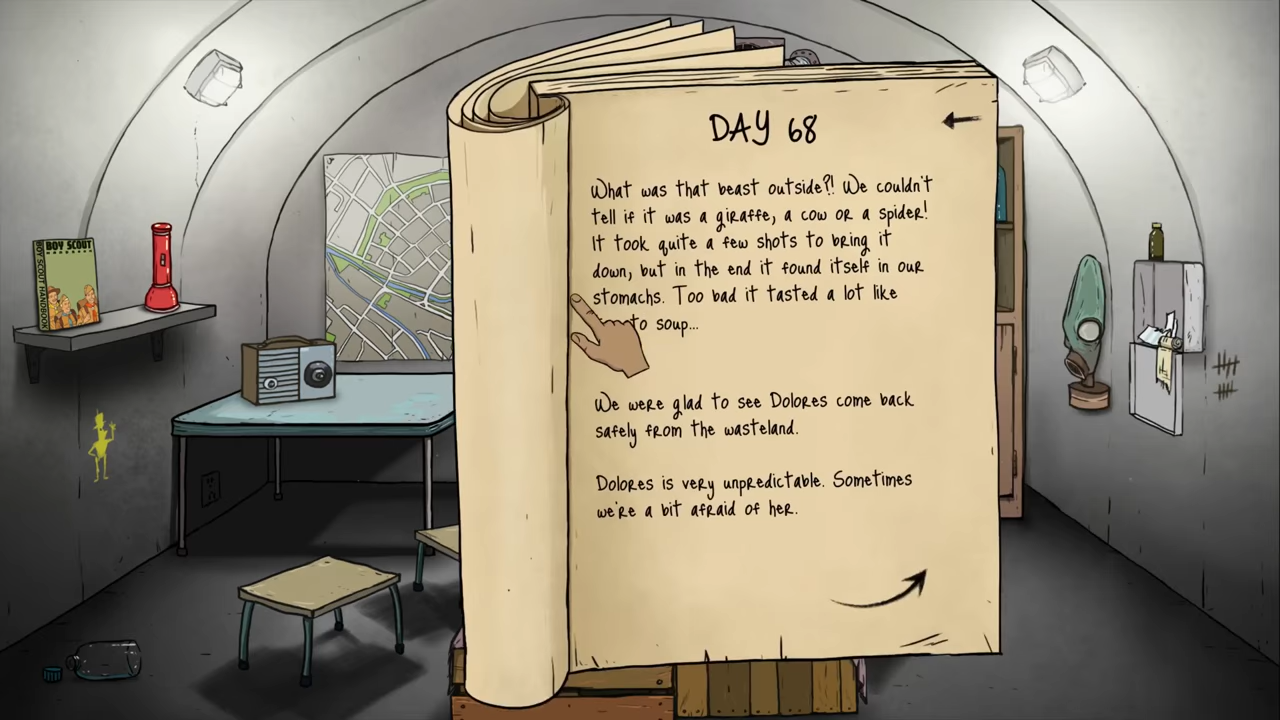 DAY 68
What was that beast outside?! We couldn't
tell if it was a giraffe, a cow or a spider!
It took quite a few shots to bring it
down, but in the end it found itself in our
stomachs. Too bad it tasted a lot like
to soup...
We were glad to see Dolores come back
safely from the wasteland.
Dolores is very unpredictable. Sometimes
we're a bit afraid of her.
BOY SCOUT
BOY SCOUT HANDBOOK